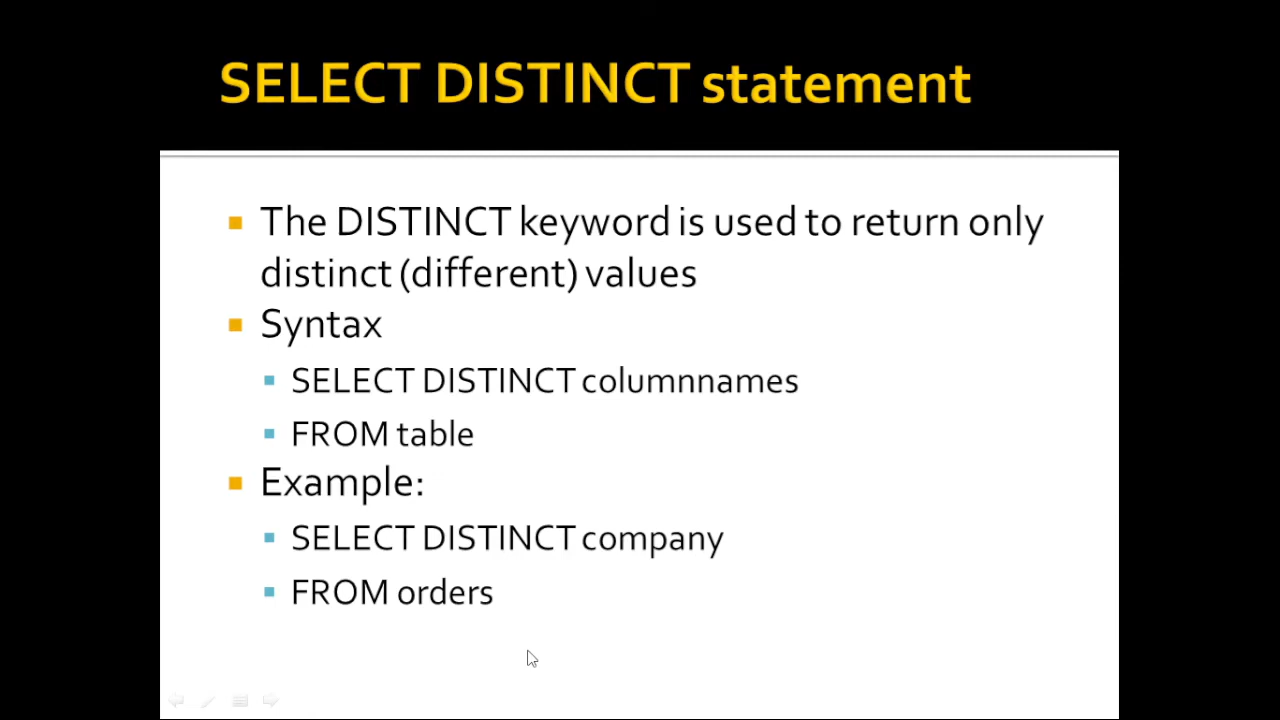 SELECT DISTINCT statement
The DISTINCT keyword is used to return only
distinct (different) values
Syntax
SELECT DISTINCT columnnames
FROM table
Example:
SELECT DISTINCT company
FROM orders